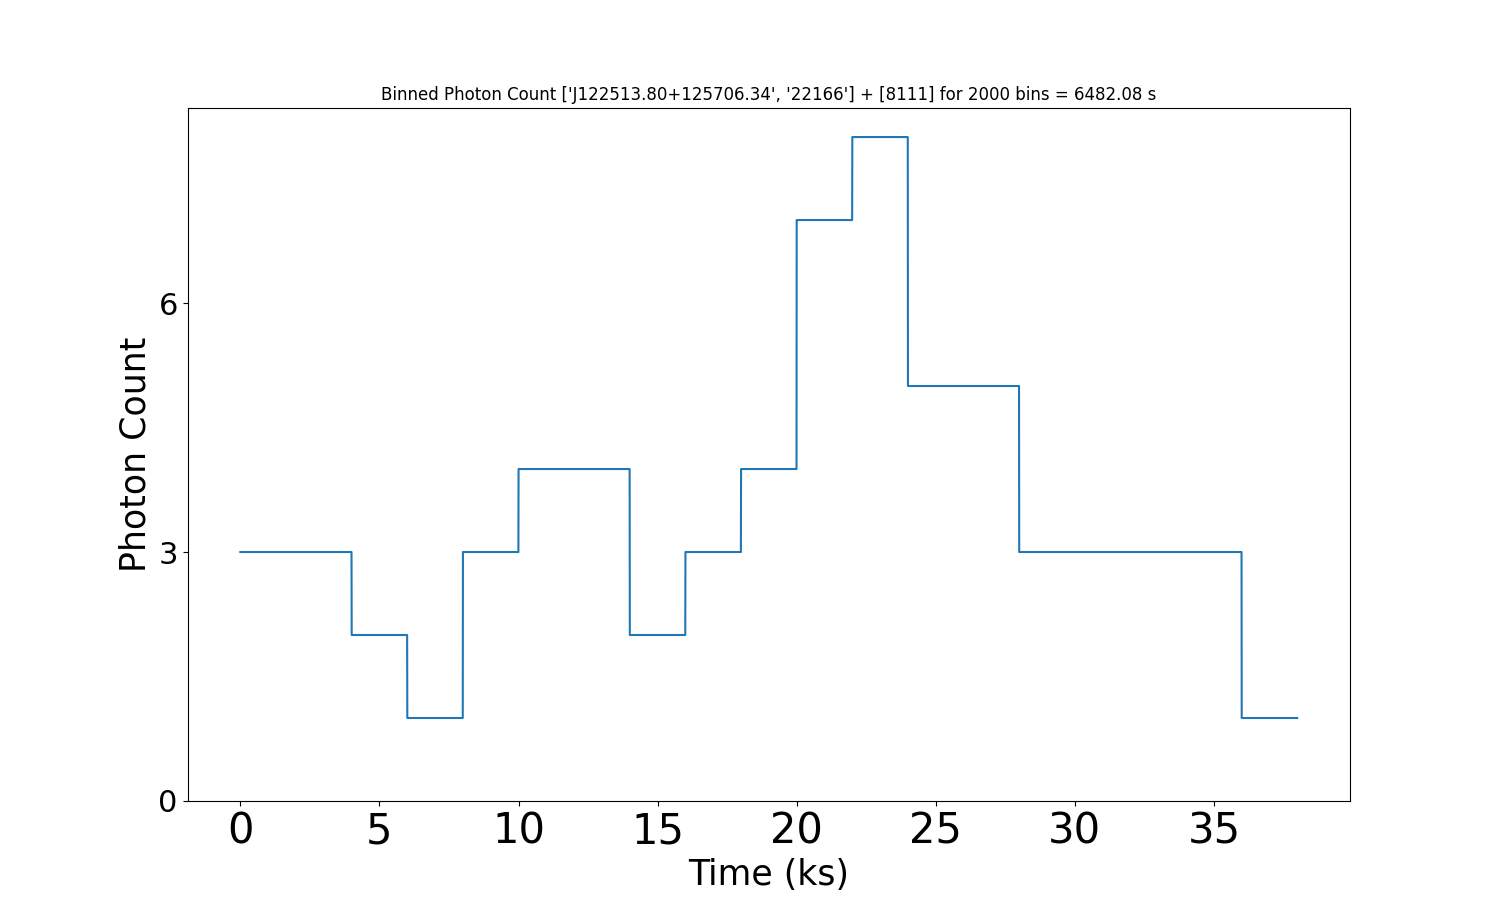 Binned Photon Count ['J122513.80+125706.34', '22166'] + [8111] for 2000 bins = 6482.08 s
6
3
0
Photon Count
0 5 10 15 20 25 30 35
Time (ks)